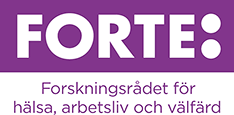 FORTE:
Forskningsrådet för
hälsa, arbetsliv och välfärd